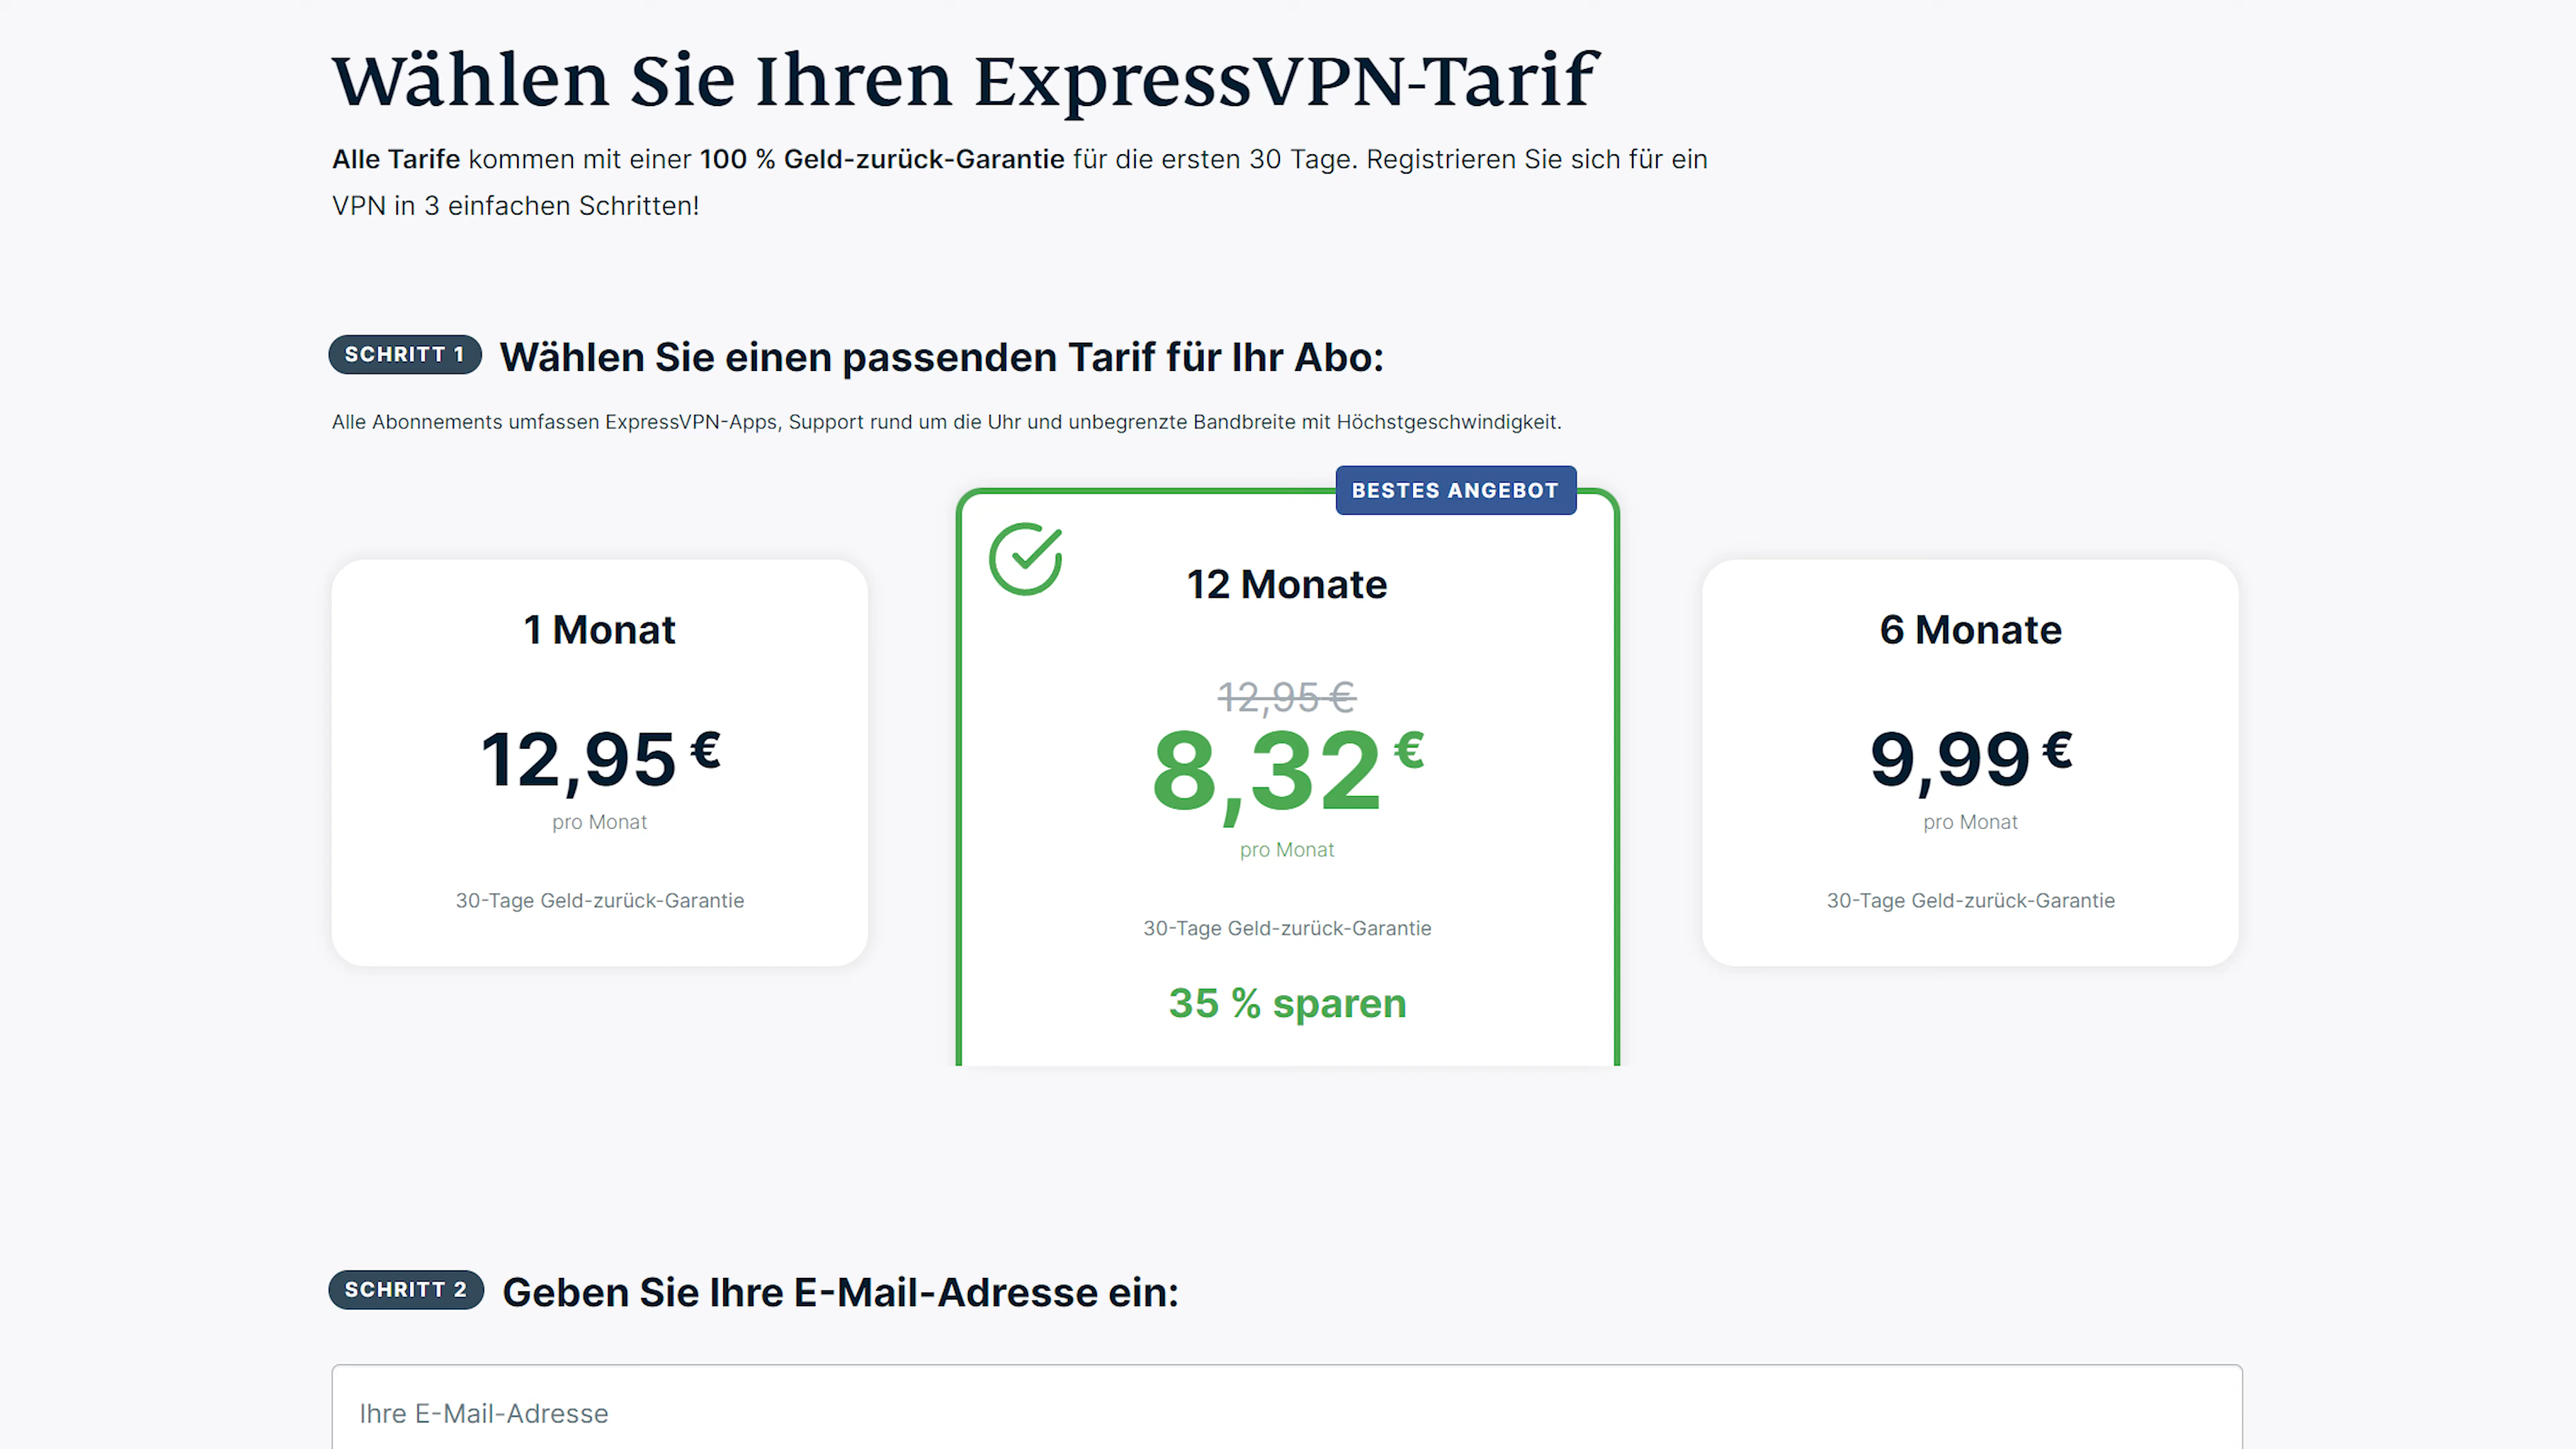 Wählen Sie Ihren ExpressVPN-Tarif
Alle Tarife kommen mit einer 100 % Geld-zurück-Garantie für die ersten 30 Tage. Registrieren Sie sich für ein
VPN in 3 einfachen Schritten!
SCHRITT 1 Wählen Sie einen passenden Tarif für Ihr Abo:
Alle Abonnements umfassen ExpressVPN-Apps, Support rund um die Uhr und unbegrenzte Bandbreite mit Höchstgeschwindigkeit.
1 Monat
12,95 €
pro Monat
30-Tage Geld-zurück-Garantie
BESTES ANGEBOT
12 Monate
12,95 €
8,32 €
pro Monat
30-Tage Geld-zurück-Garantie
35 % sparen
6 Monate
9,99 €
pro Monat
30-Tage Geld-zurück-Garantie
SCHRITT 2 Geben Sie Ihre E-Mail-Adresse ein:
Ihre E-Mail-Adresse